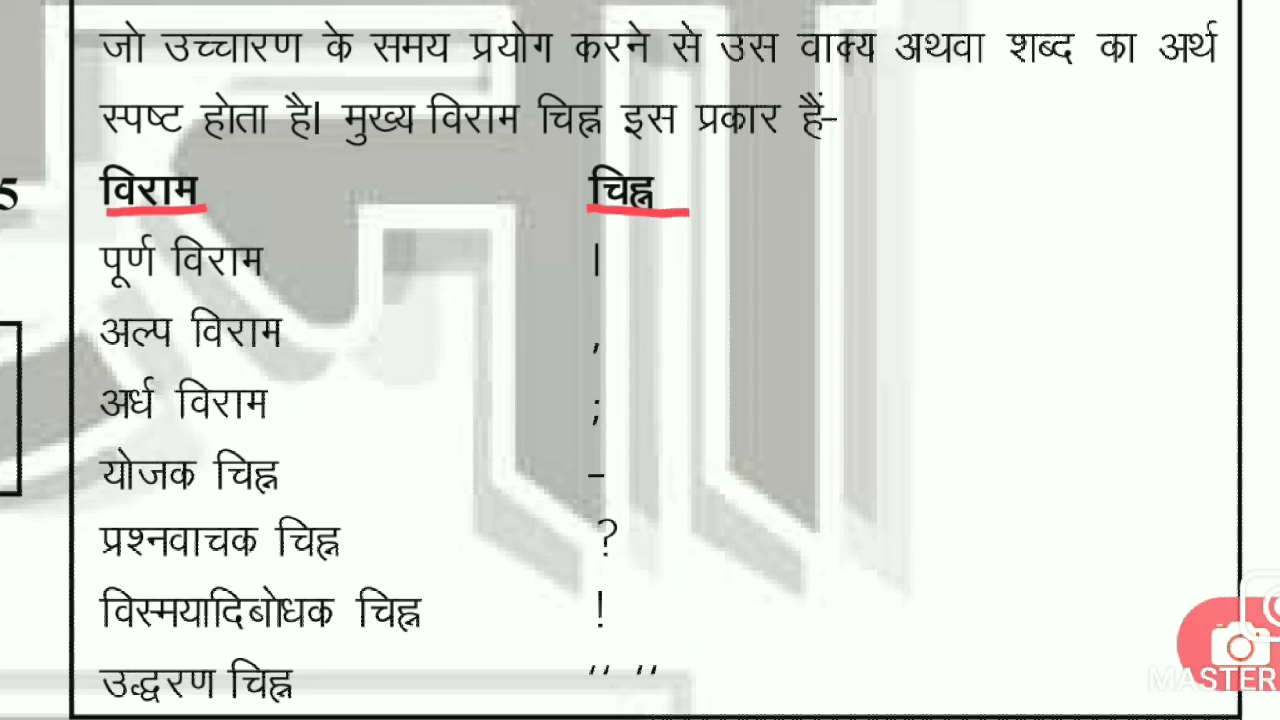 जो उच्चारण के समय प्रयोग करने से उस वाक्य अथवा शब्द का अर्थ
स्पष्ट होता है। मुख्य विराम चिह्न इस प्रकार हैं-
5
विराम चिह्न
पूर्ण विराम ।
अल्प विराम ,
अर्ध विराम ;
योजक चिह्न –
प्रश्नवाचक चिह्न ?
विस्मयादिबोधक चिह्न !
उद्धरण चिह्न ‘‘ ’’
MASTER